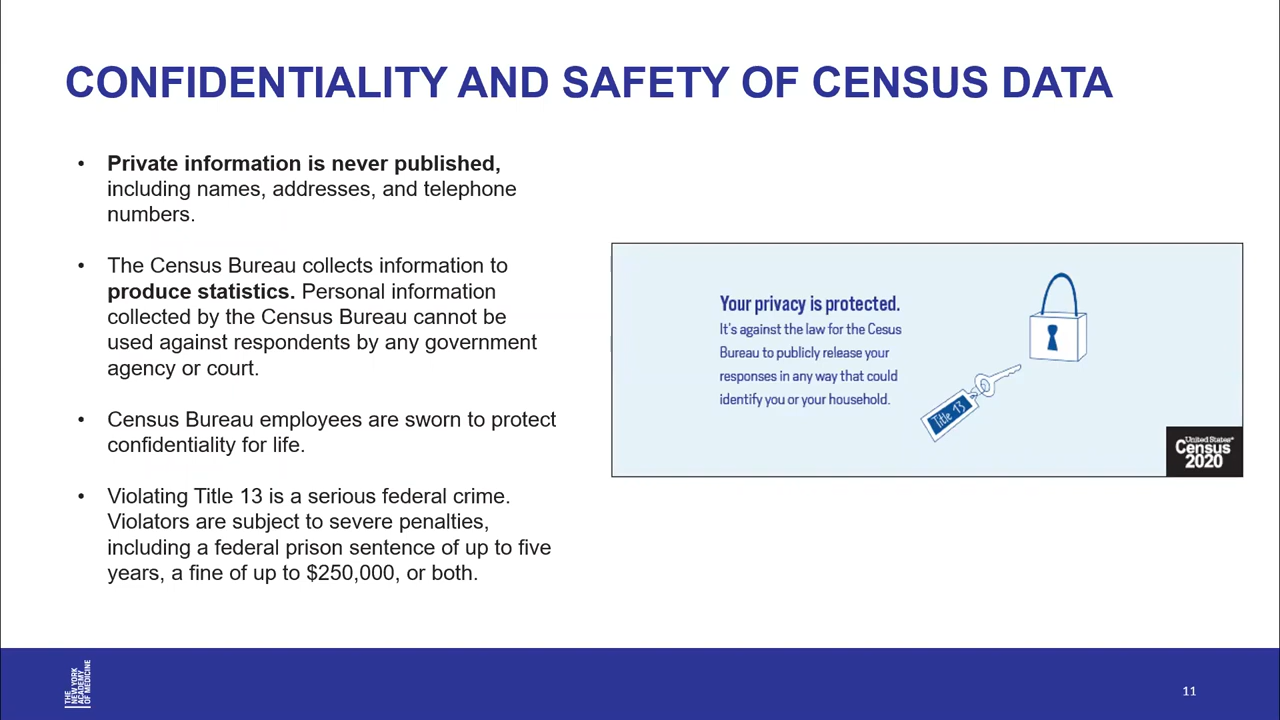 CONFIDENTIALITY AND SAFETY OF CENSUS DATA
• Private information is never published,
including names, addresses, and telephone
numbers.
• The Census Bureau collects information to
produce statistics. Personal information
collected by the Census Bureau cannot be
used against respondents by any government
agency or court.
• Census Bureau employees are sworn to protect
confidentiality for life.
• Violating Title 13 is a serious federal crime.
Violators are subject to severe penalties,
including a federal prison sentence of up to five
years, a fine of up to $250,000, or both.
Your privacy is protected.
It's against the law for the Cesus
Bureau to publicly release your
responses in any way that could
identify you or your household.
Title 13
United States®
Census
2020
THE
NEW YORK
ACADEMY
OF MEDICINE
11